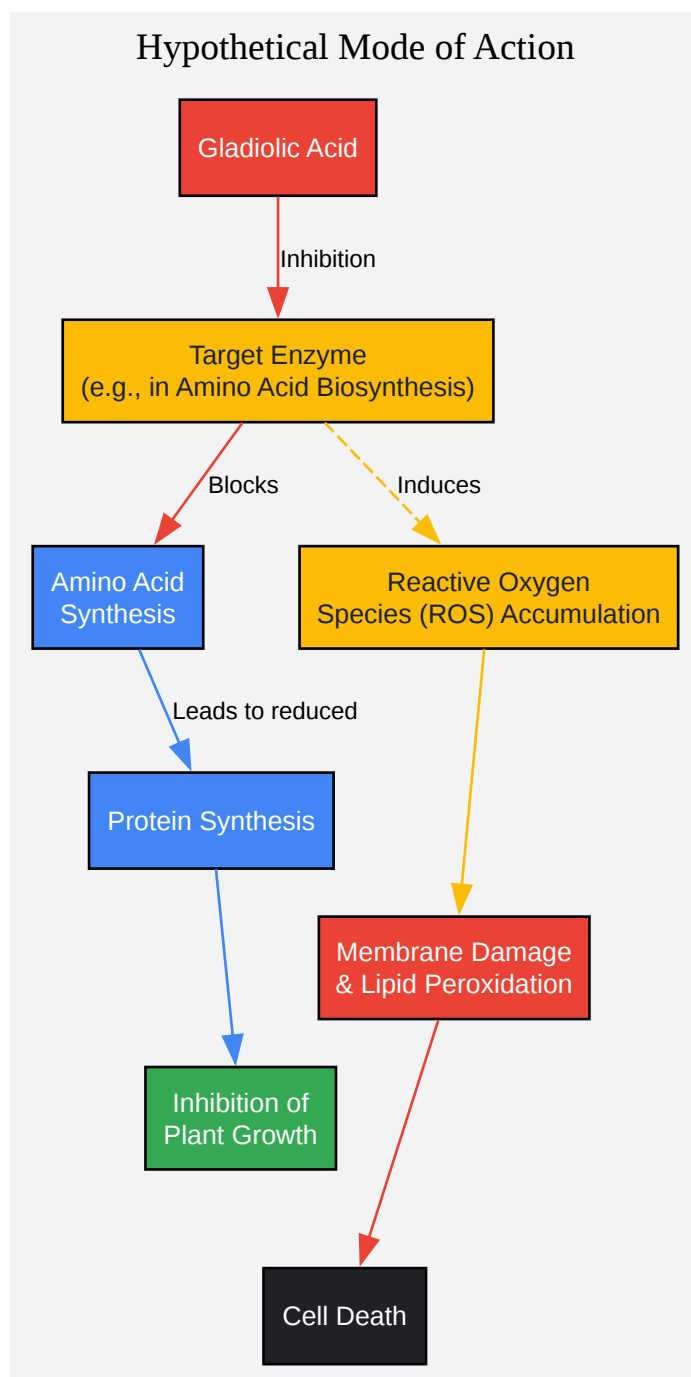 Hypothetical Mode of Action
Gladiolic Acid
Inhibition
Target Enzyme
(e.g., in Amino Acid Biosynthesis)
Blocks
Induces
Amino Acid
Synthesis
Reactive Oxygen
Species (ROS) Accumulation
Leads to reduced
Protein Synthesis
Membrane Damage
& Lipid Peroxidation
Inhibition of
Plant Growth
Cell Death